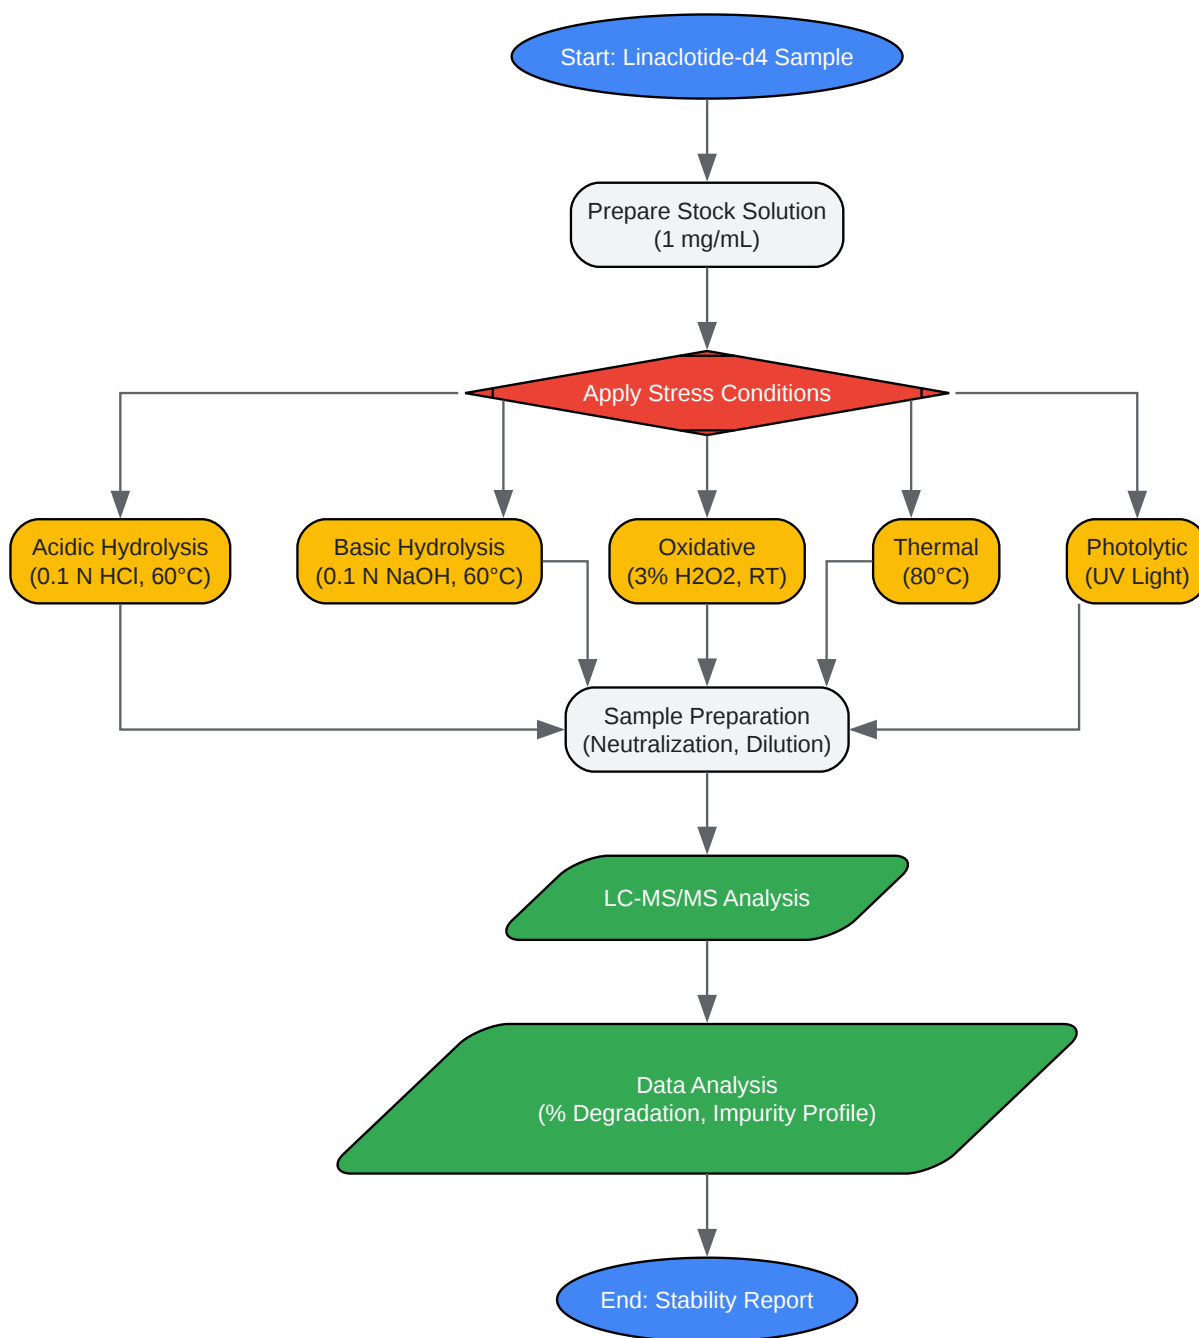 Start: Linaclotide-d4 Sample
Prepare Stock Solution
(1 mg/mL)
Apply Stress Conditions
Acidic Hydrolysis
(0.1 N HCl, 60°C)
Basic Hydrolysis
(0.1 N NaOH, 60°C)
Oxidative
(3% H2O2, RT)
Thermal
(80°C)
Photolytic
(UV Light)
Sample Preparation
(Neutralization, Dilution)
LC-MS/MS Analysis
Data Analysis
(% Degradation, Impurity Profile)
End: Stability Report